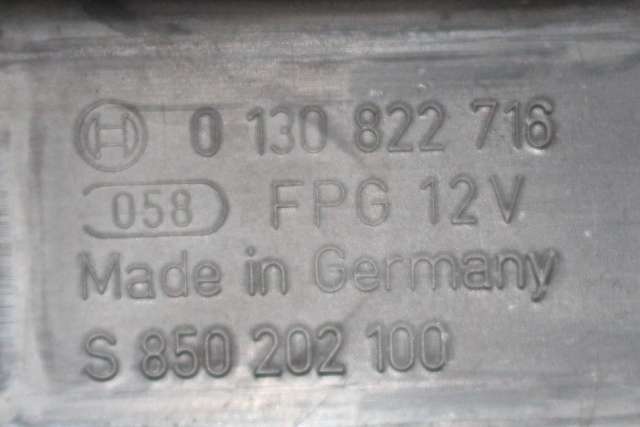 0 130 822 716
058 FPG 12V
Made in Germany
S 850 202 100